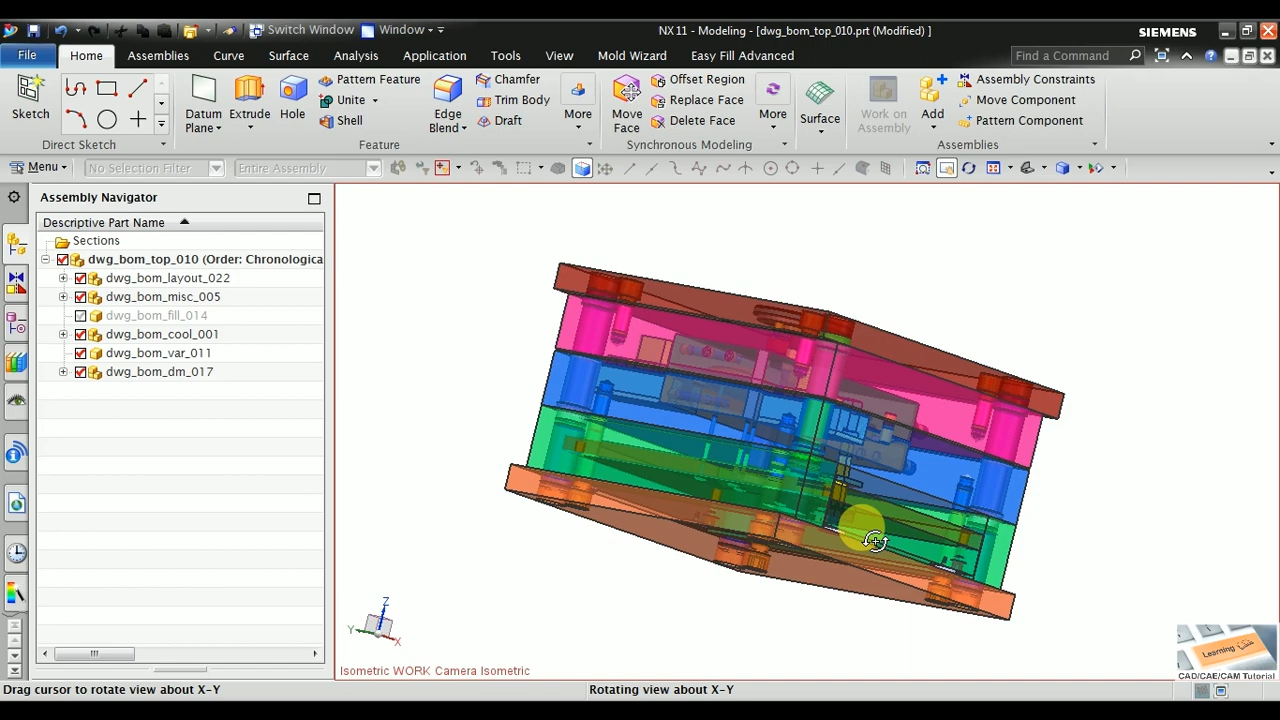 Switch Window Window NX 11 - Modeling - [dwg_bom_top_010.prt (Modified) ] SIEMENS
File Home Assemblies Curve Surface Analysis Application Tools View Mold Wizard Easy Fill Advanced Find a Command
Sketch
Direct Sketch
Datum Plane
Extrude
Hole
Pattern Feature
Unite
Shell
Edge Blend
Chamfer
Trim Body
Draft
More
Feature
Move Face
Offset Region
Replace Face
Delete Face
More
Synchronous Modeling
Surface
Work on Assembly
Add
Assembly Constraints
Move Component
Pattern Component
Assemblies
Menu No Selection Filter Entire Assembly
Assembly Navigator
Descriptive Part Name
Sections
dwg_bom_top_010 (Order: Chronologica
dwg_bom_layout_022
dwg_bom_misc_005
dwg_bom_fill_014
dwg_bom_cool_001
dwg_bom_var_011
dwg_bom_dm_017
Z
Y
X
Isometric WORK Camera Isometric
Learning
CAD/CAE/CAM Tutorial
Drag cursor to rotate view about X-Y Rotating view about X-Y